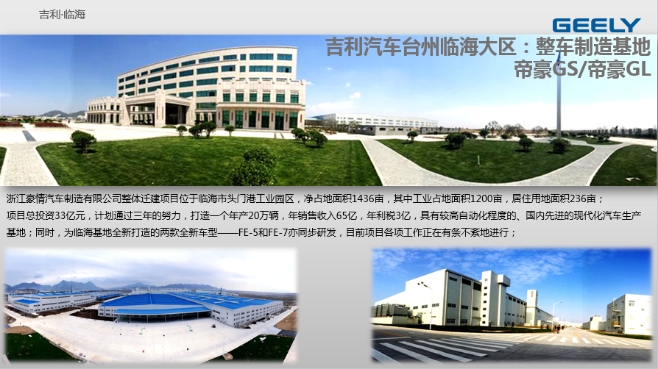 吉利-临海
GEELY
吉利汽车台州临海大区：整车制造基地
帝豪GS/帝豪GL
浙江豪情汽车制造有限公司整体迁建项目位于临海市头门港工业园区，净占地面积1436亩，其中工业占地面积1200亩，居住用地面积236亩；
项目总投资33亿元，计划通过三年的努力，打造一个年产20万辆，年销售收入65亿，年利税3亿，具有较高自动化程度的、国内先进的现代化汽车生产
基地；同时，为临海基地全新打造的两款全新车型——FE-5和FE-7亦同步研发，目前项目各项工作正在有条不紊地进行；